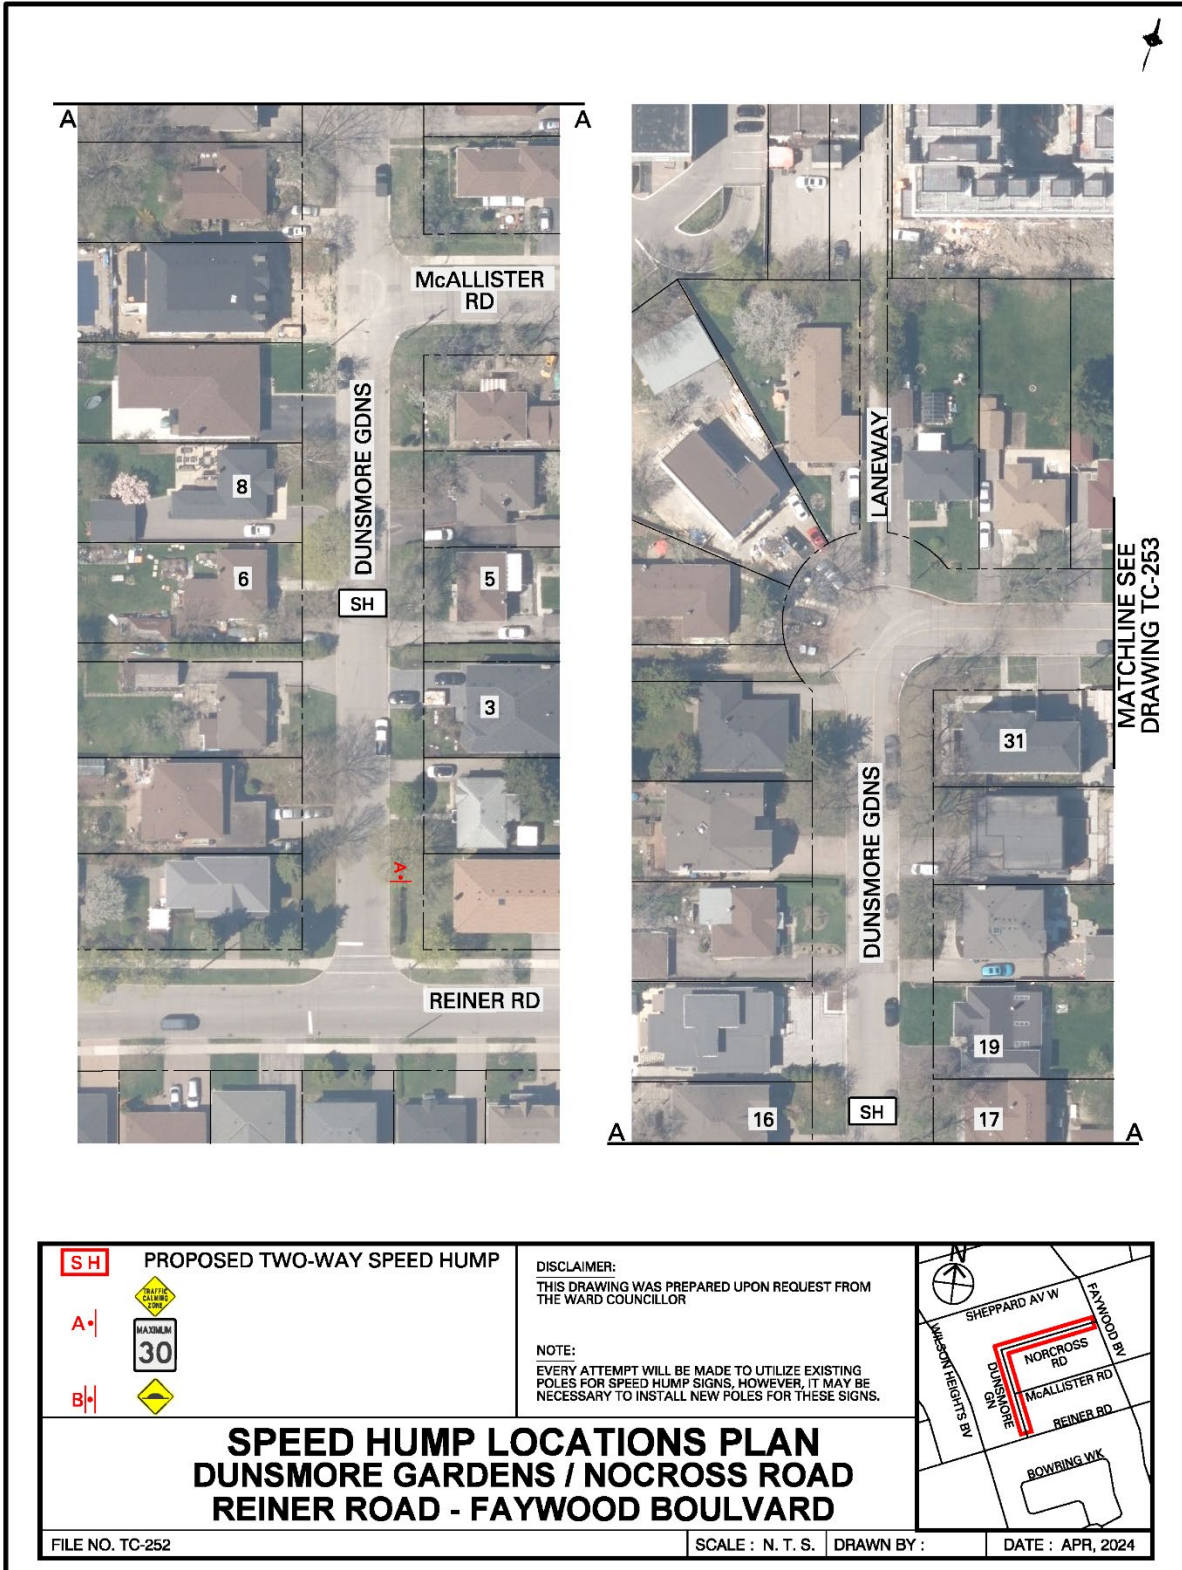 A A
McALLISTER
RD
DUNSMORE GDNS
8
6
5
SH
3
A
REINER RD
LANEWAY
MATCHLINE SEE
DRAWING TC-253
31
DUNSMORE GDNS
19
16
SH
17
A A
SH PROPOSED TWO-WAY SPEED HUMP
TRAFFIC
CALMING
ZONE
A
MAXIMUM
30
B
DISCLAIMER:
THIS DRAWING WAS PREPARED UPON REQUEST FROM
THE WARD COUNCILLOR
NOTE:
EVERY ATTEMPT WILL BE MADE TO UTILIZE EXISTING
POLES FOR SPEED HUMP SIGNS, HOWEVER, IT MAY BE
NECESSARY TO INSTALL NEW POLES FOR THESE SIGNS.
N
SHEPPARD AV W
FAYWOOD BV
WILSON HEIGHTS BV
NORCROSS
RD
DUNSMORE
GN
McALLISTER RD
REINER RD
BOWRING WK
SPEED HUMP LOCATIONS PLAN
DUNSMORE GARDENS / NOCROSS ROAD
REINER ROAD - FAYWOOD BOULVARD
FILE NO. TC-252 SCALE : N. T. S. DRAWN BY : DATE : APR, 2024